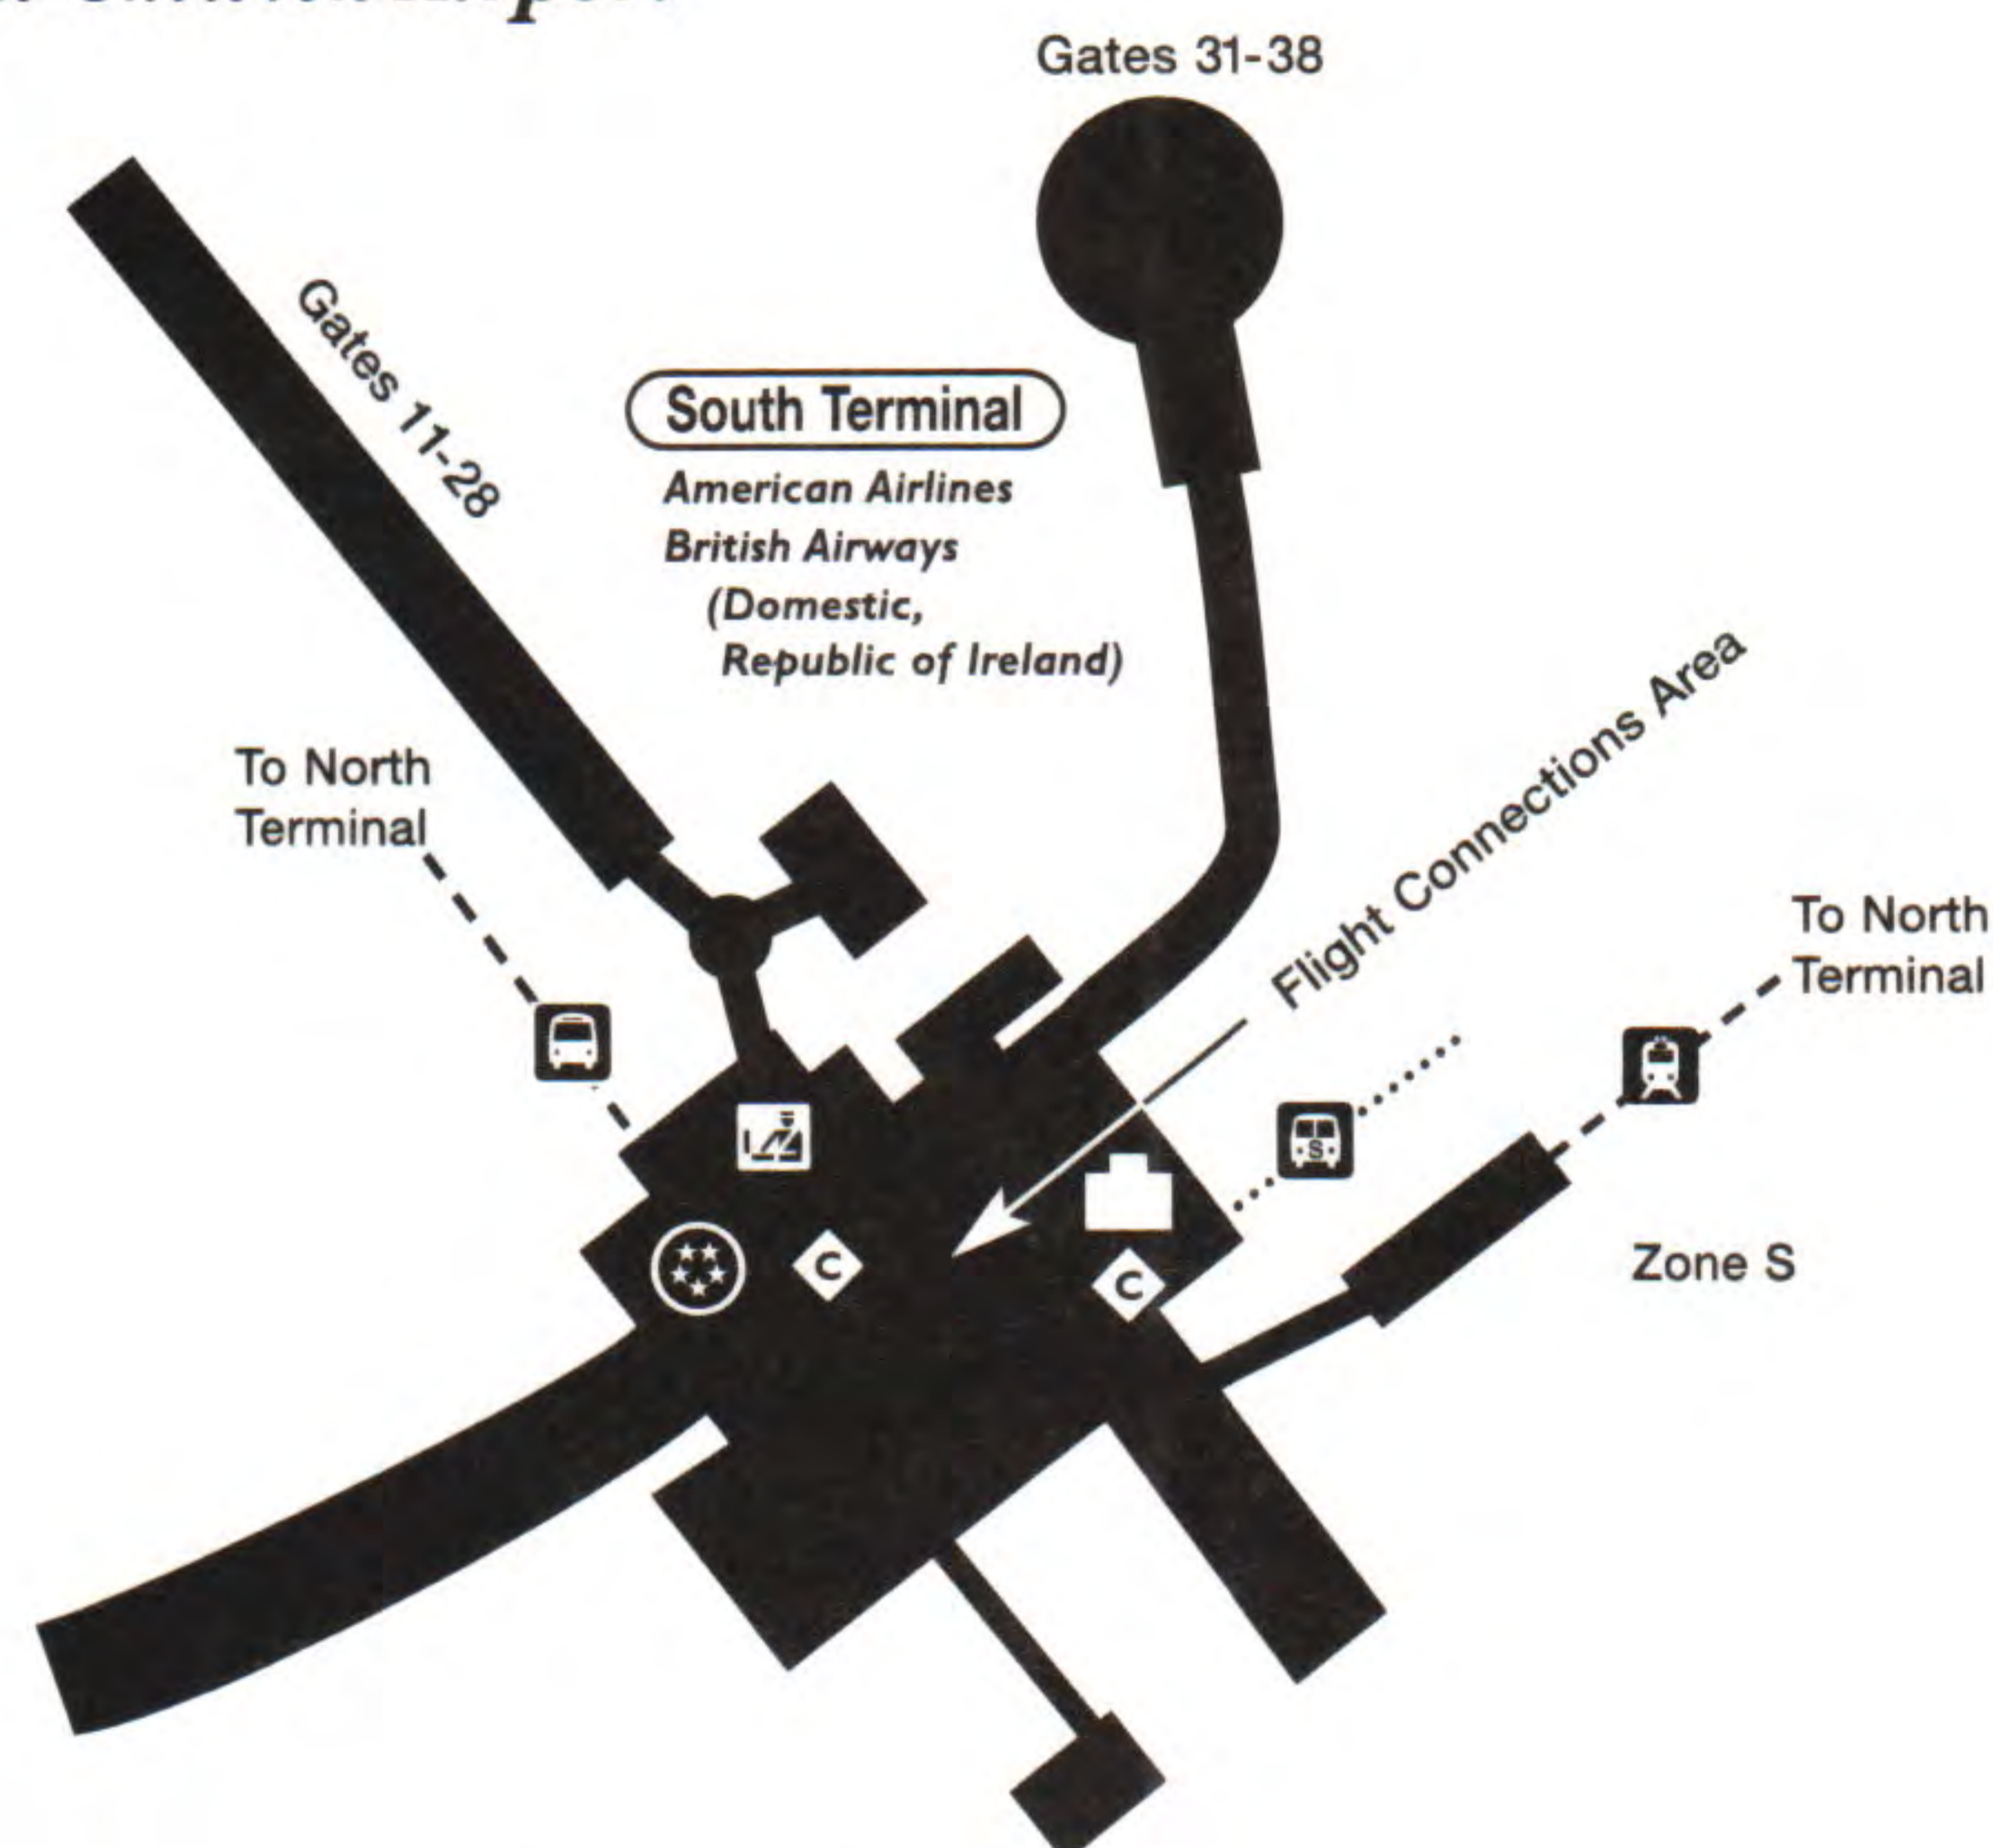 Gates 31-38
Gates 11-28
South Terminal
American Airlines
British Airways
(Domestic,
Republic of Ireland)
To North
Terminal
Flight Connections Area
To North
Terminal
S
Zone S
C
C